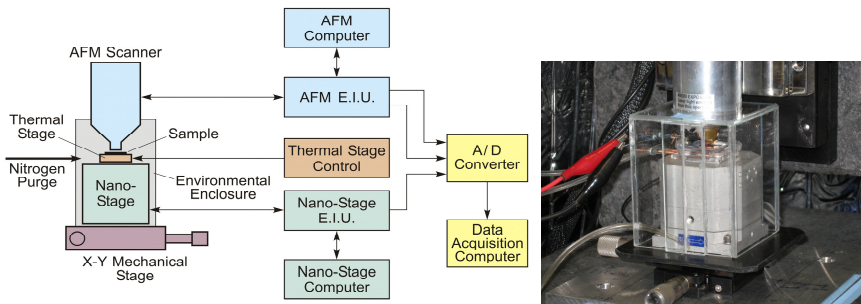 AFM
Computer
AFM Scanner
AFM E.I.U.
Thermal
Stage
Sample
Thermal Stage
Control
A/D
Converter
Nitrogen
Purge
Nano-
Stage
Environmental
Enclosure
Nano-Stage
E.I.U.
Data
Acquisition
Computer
X-Y Mechanical
Stage
Nano-Stage
Computer